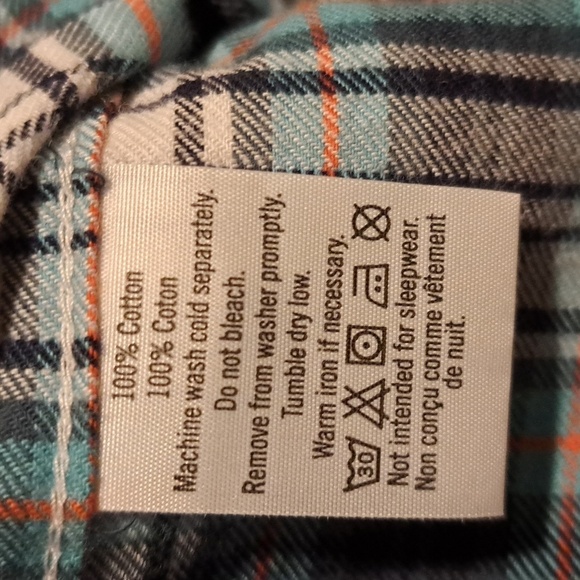 100% Cotton
100% Coton
Machine wash cold separately.
Do not bleach.
Remove from washer promptly.
Tumble dry low.
Warm iron if necessary.
30
Not intended for sleepwear.
Non conçu comme vêtement
de nuit.